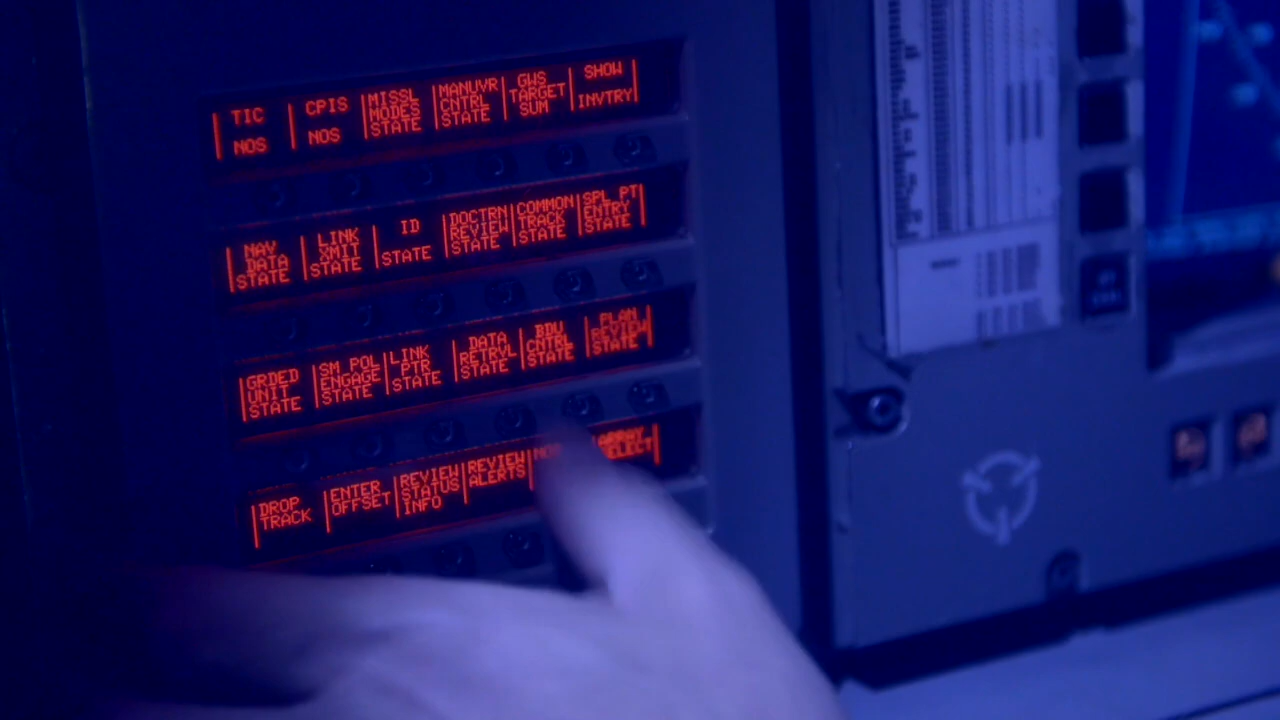 TIC NOS
CPIS NOS
MISSL MODES STATE
MANUVR CNTRL STATE
GWS TARGET SUM
SHOW INVTRY
NAV DATA STATE
LINK XMIT STATE
ID STATE
DOCTRN REVIEW STATE
COMMON TRACK STATE
SPL PT ENTRY STATE
GRDED UNIT STATE
SM POL ENGAGE STATE
LINK PTR STATE
DATA RETRVL STATE
BDU CNTRL STATE
PLAN REVIEW STATE
DROP TRACK
ENTER OFFSET
REVIEW STATUS INFO
REVIEW ALERTS